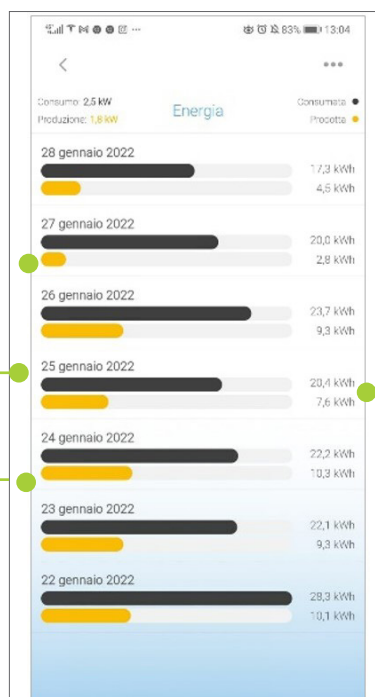 83% 13:04
Consumo: 2,5 kW Energia Consumata
Produzione: 1,8 kW Prodotta
28 gennaio 2022
17,3 kWh
4,5 kWh
27 gennaio 2022
20,0 kWh
2,8 kWh
26 gennaio 2022
23,7 kWh
9,3 kWh
25 gennaio 2022
20,4 kWh
7,6 kWh
24 gennaio 2022
22,2 kWh
10,3 kWh
23 gennaio 2022
22,1 kWh
9,3 kWh
22 gennaio 2022
28,3 kWh
10,1 kWh